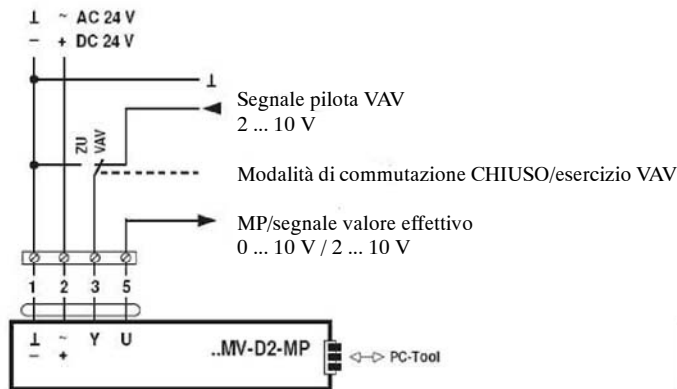 ⊥ ~ AC 24 V
– + DC 24 V
⊥
Segnale pilota VAV
2 ... 10 V
ZU
VAV
Modalità di commutazione CHIUSO/esercizio VAV
MP/segnale valore effettivo
0 ... 10 V / 2 ... 10 V
1 2 3 5
⊥ ~ Y U
– +
..MV-D2-MP
PC-Tool